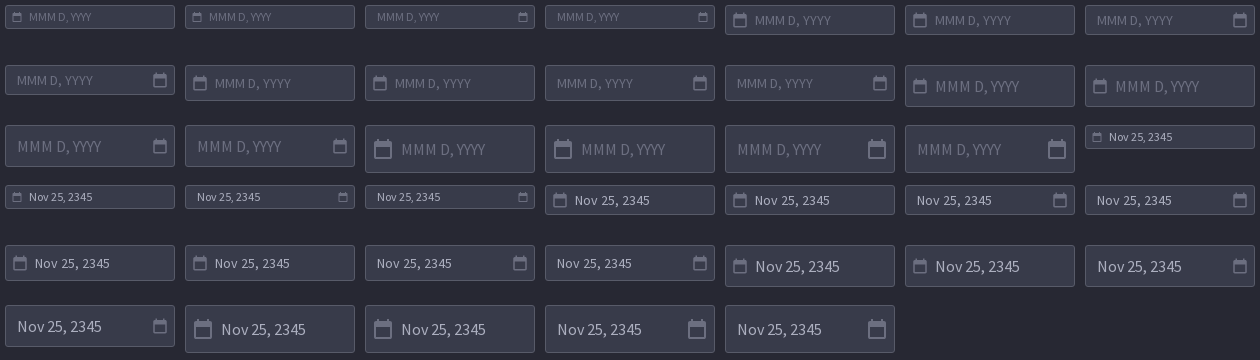 MMM D, YYYY MMM D, YYYY MMM D, YYYY MMM D, YYYY MMM D, YYYY MMM D, YYYY MMM D, YYYY
MMM D, YYYY MMM D, YYYY MMM D, YYYY MMM D, YYYY MMM D, YYYY MMM D, YYYY MMM D, YYYY
MMM D, YYYY MMM D, YYYY MMM D, YYYY MMM D, YYYY MMM D, YYYY MMM D, YYYY Nov 25, 2345
Nov 25, 2345 Nov 25, 2345 Nov 25, 2345 Nov 25, 2345 Nov 25, 2345 Nov 25, 2345 Nov 25, 2345
Nov 25, 2345 Nov 25, 2345 Nov 25, 2345 Nov 25, 2345 Nov 25, 2345 Nov 25, 2345 Nov 25, 2345
Nov 25, 2345 Nov 25, 2345 Nov 25, 2345 Nov 25, 2345 Nov 25, 2345